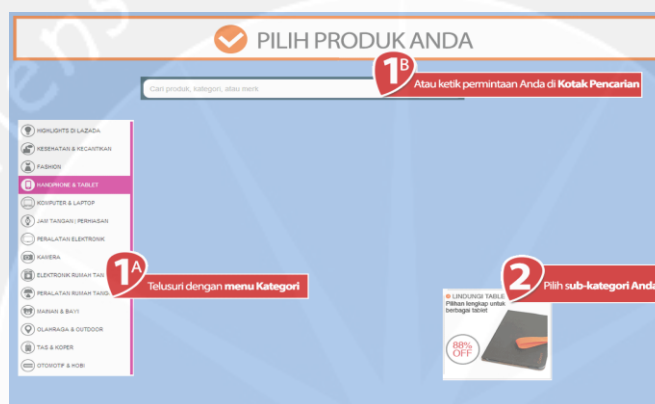 PILIH PRODUK ANDA
1B Atau ketik permintaan Anda di Kotak Pencarian
Cari produk, kategori, atau merk
HIGHLIGHTS DI LAZADA
KESEHATAN & KECANTIKAN
FASHION
HANDPHONE & TABLET
KOMPUTER & LAPTOP
JAM TANGAN | PERHIASAN
PERALATAN ELEKTRONIK
KAMERA
ELEKTRONIK RUMAH TAN
PERALATAN RUMAH TANG
MAINAN & BAYI
OLAHRAGA & OUTDOOR
TAS & KOPER
OTOMOTIF & HOBI
1A Telusuri dengan menu Kategori
2 Pilih sub-kategori Anda
LINDUNGI TABLE
Pilihan lengkap untuk
berbagai tablet
88%
OFF